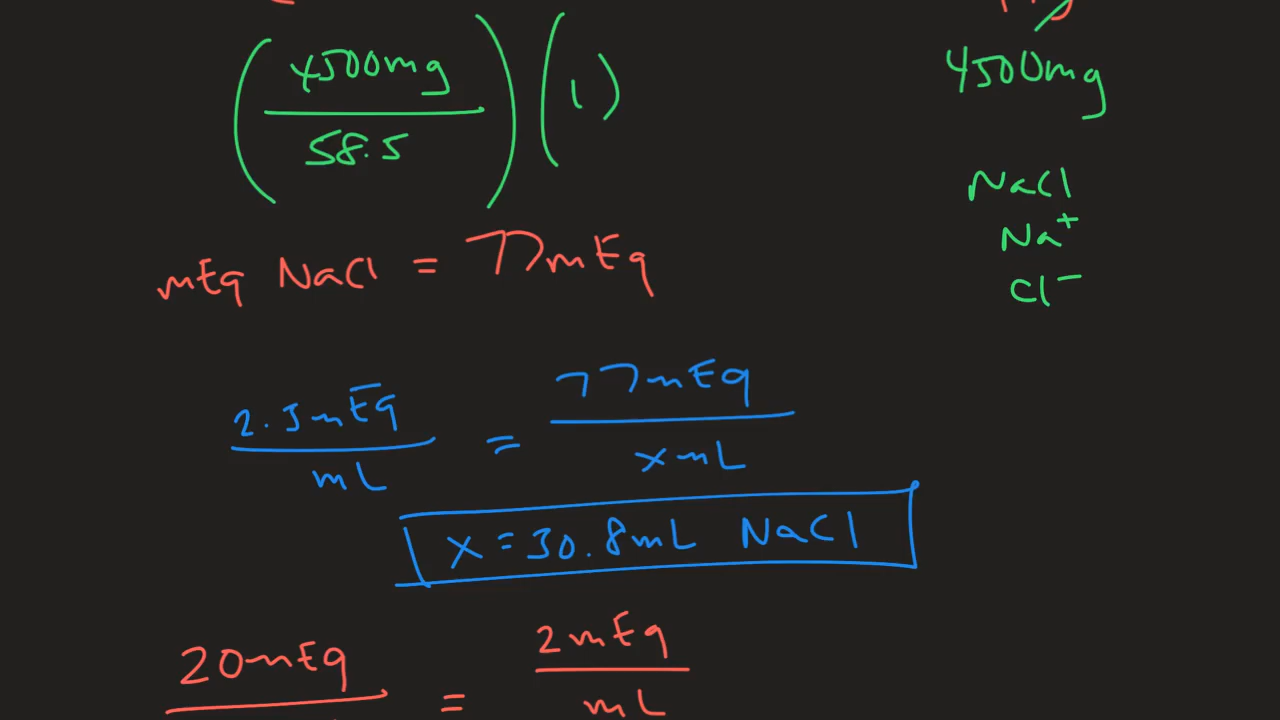 (4500mg / 58.5) (1)
4500mg
NaCl
Na+
Cl−
mEq NaCl = 77mEq
2.5mEq / mL = 77mEq / x mL
x = 30.8mL NaCl
20mEq = 2mEq / mL